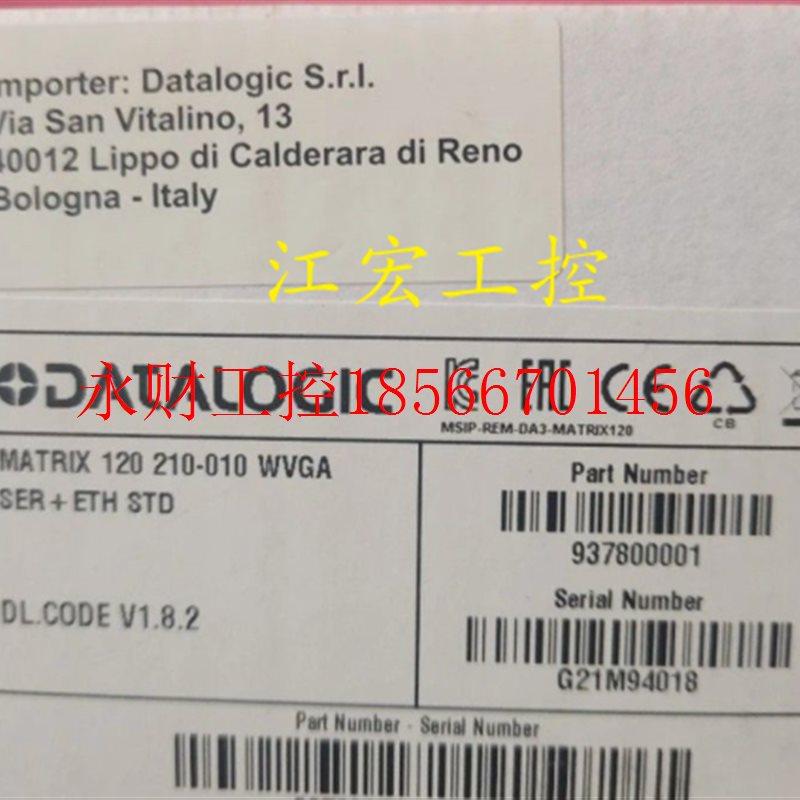 mporter: Datalogic S.r.l.
Via San Vitalino, 13
40012 Lippo di Calderara di Reno
Bologna - Italy
江宏工控
DATALOGIC
永财工控18566701456
CE
CB
MSIP-REM-DA3-MATRIX120
MATRIX 120 210-010 WVGA
SER+ETH STD
DL.CODE V1.8.2
Part Number
937800001
Serial Number
G21M94018
Part Number - Serial Number